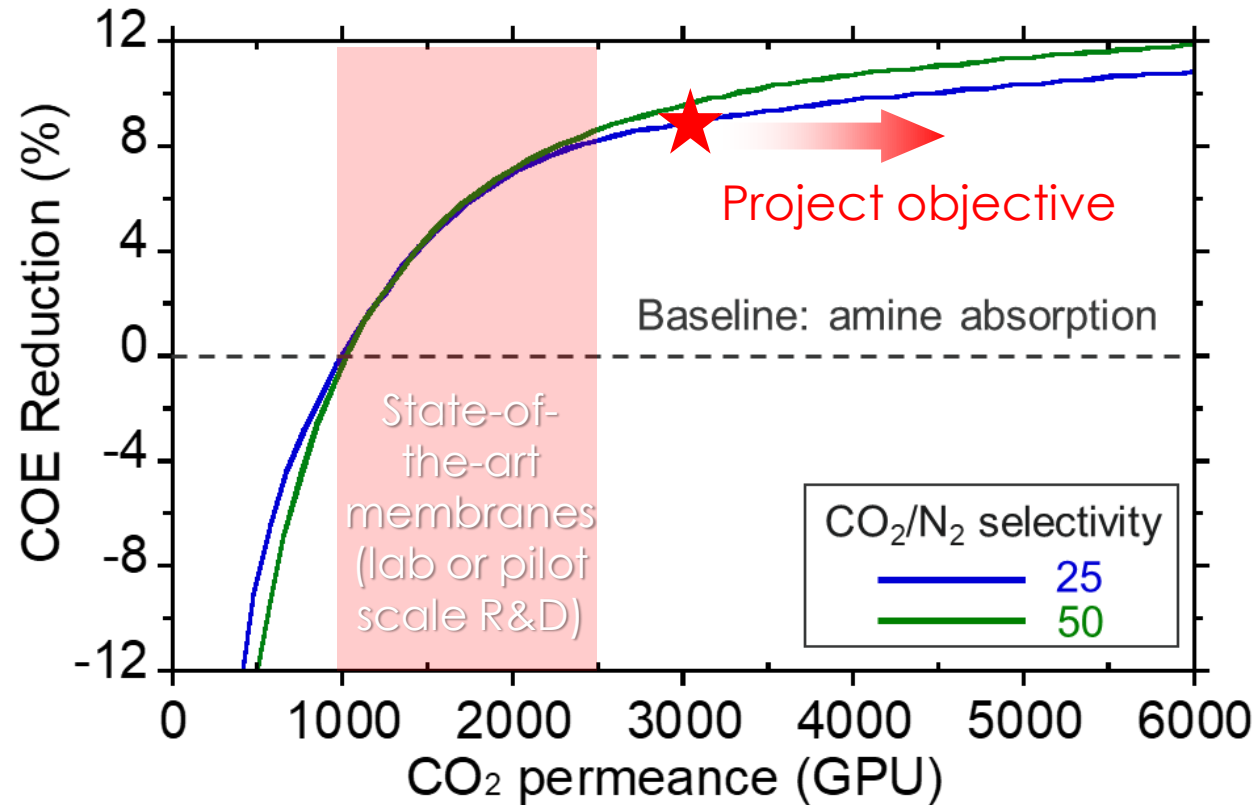 12
8
4
0
-4
-8
-12
COE Reduction (%)
Project objective
Baseline: amine absorption
State-of-
the-art
membranes
(lab or pilot
scale R&D)
CO₂/N₂ selectivity
25
50
0 1000 2000 3000 4000 5000 6000
CO₂ permeance (GPU)